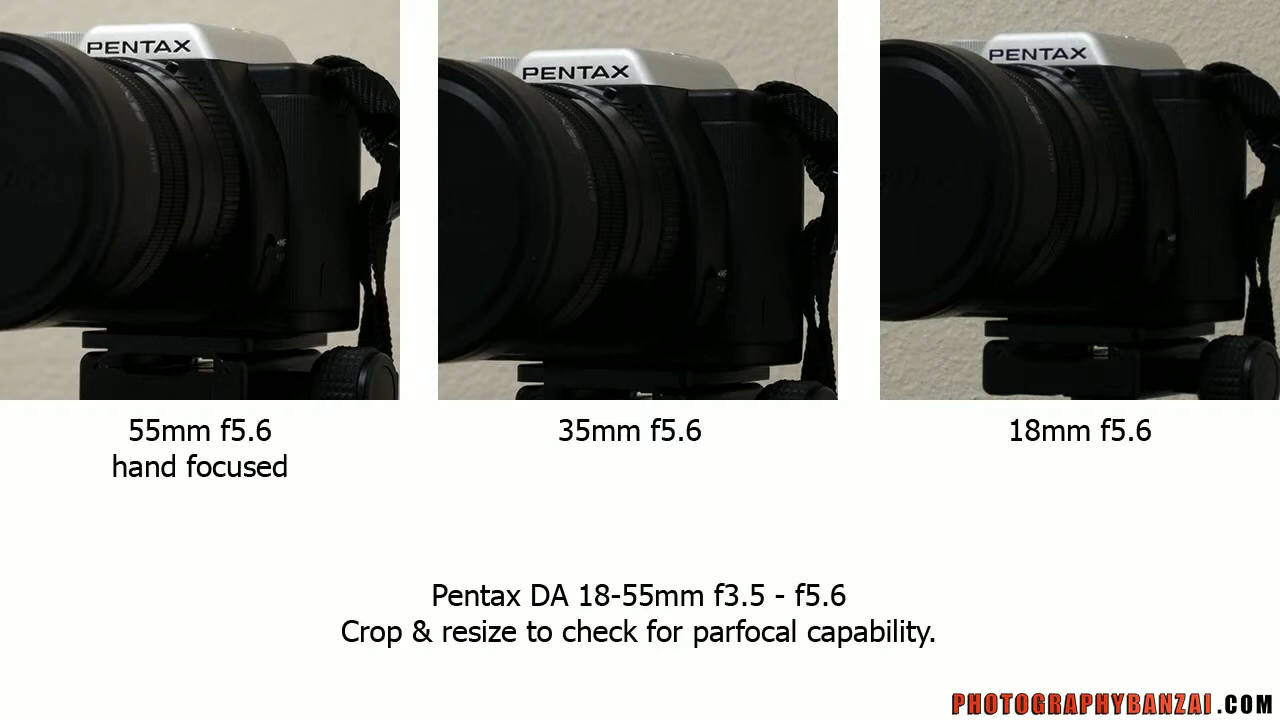 PENTAX
PENTAX
PENTAX
55mm f5.6
hand focused
35mm f5.6
18mm f5.6
Pentax DA 18-55mm f3.5 - f5.6
Crop & resize to check for parfocal capability.
PHOTOGRAPHYBANZAI.COM